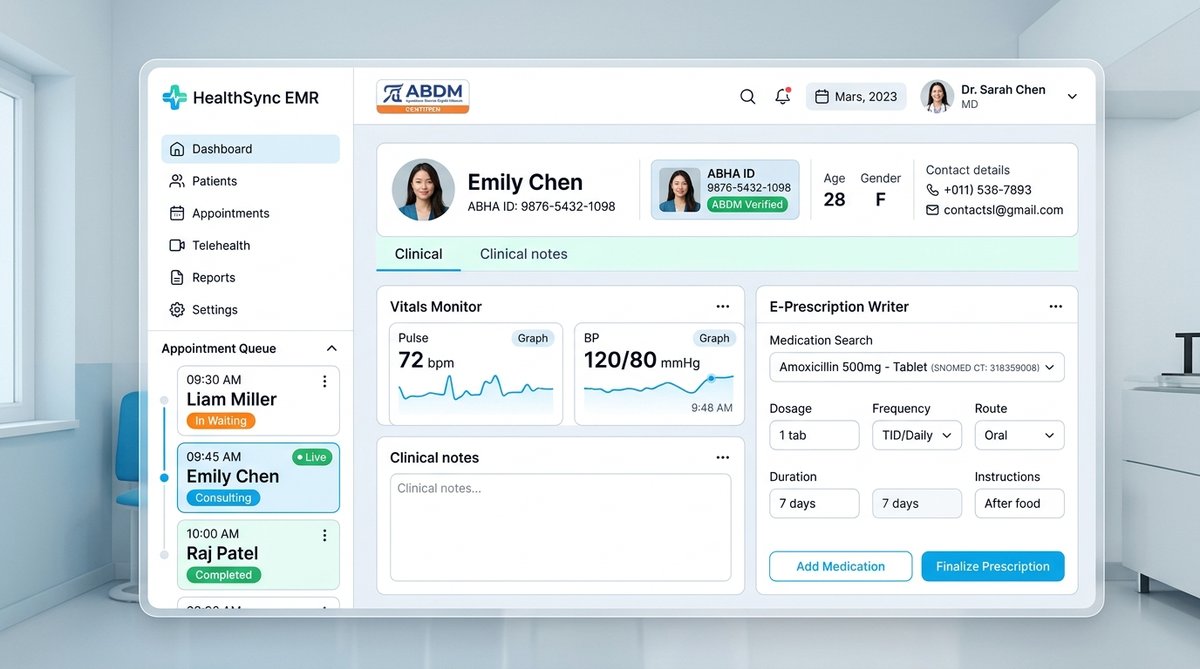 HealthSync EMR
Dashboard
Patients
Appointments
Telehealth
Reports
Settings
Appointment Queue
09:30 AM
Liam Miller
In Waiting
09:45 AM
Live
Emily Chen
Consulting
10:00 AM
Raj Patel
Completed
ABDM
Mars, 2023
Dr. Sarah Chen
MD
Emily Chen
ABHA ID: 9876-5432-1098
ABHA ID
9876-5432-1098
ABDM Verified
Age
28
Gender
F
Contact details
+011) 536-7893
contactsl@gmail.com
Clinical
Clinical notes
Vitals Monitor
Pulse
Graph
72 bpm
BP
Graph
120/80 mmHg
9:48 AM
Clinical notes
Clinical notes...
E-Prescription Writer
Medication Search
Amoxicillin 500mg - Tablet (SNOMED CT: 318359008)
Dosage
Frequency
Route
1 tab
TID/Daily
Oral
Duration
Instructions
7 days
7 days
After food
Add Medication
Finalize Prescription